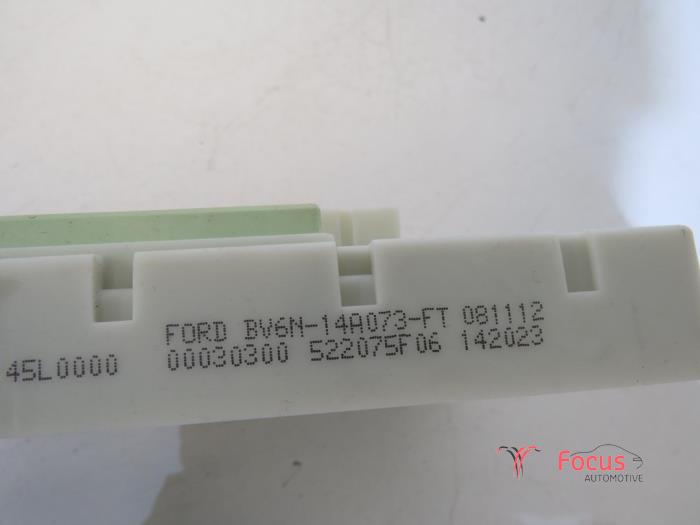 FORD BV6N-14A073-FT 081112
45L0000 00030300 522075F06 142023
Focus
AUTOMOTIVE